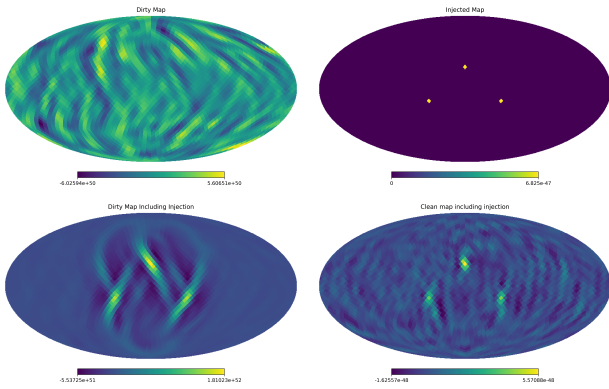 Dirty Map
Injected Map
-6.02594e+50 5.60651e+50
0 6.825e-47
Dirty Map Including Injection
Clean map including injection
-5.53725e+51 1.81023e+52
-1.62557e-48 5.57088e-48